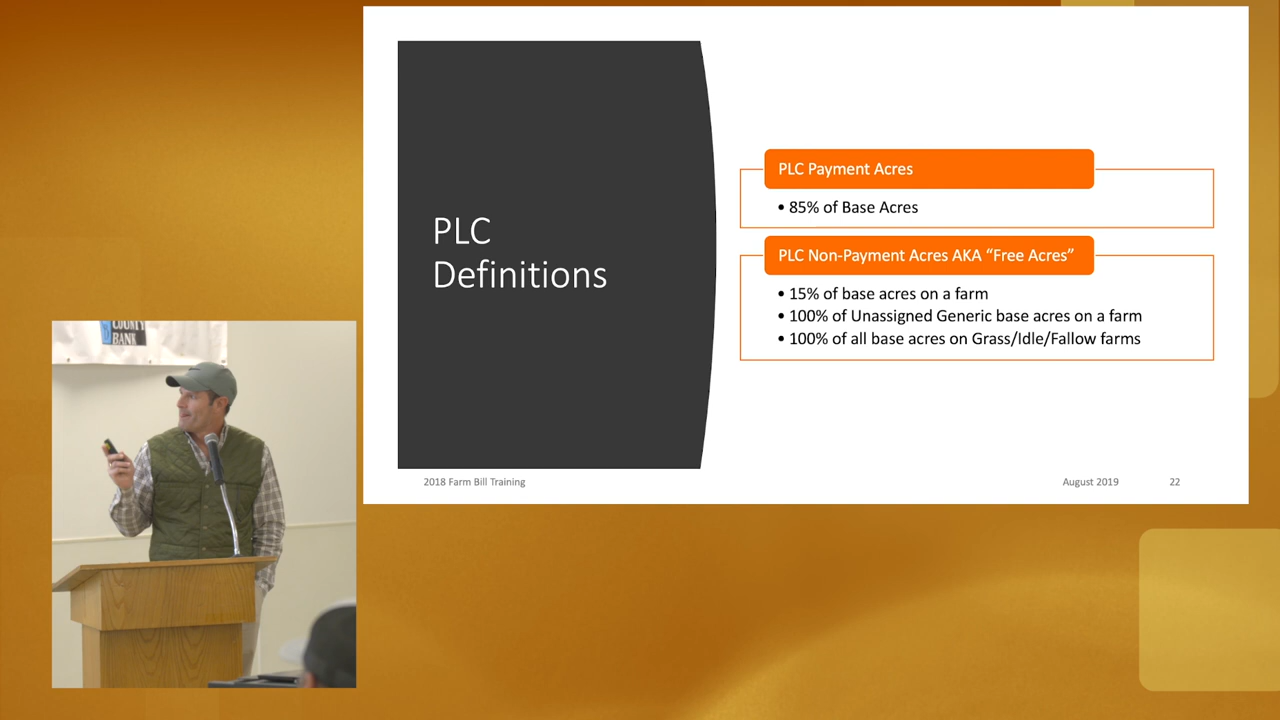 PLC Payment Acres
• 85% of Base Acres
PLC Non-Payment Acres AKA “Free Acres”
• 15% of base acres on a farm
• 100% of Unassigned Generic base acres on a farm
• 100% of all base acres on Grass/Idle/Fallow farms
PLC
Definitions
2018 Farm Bill Training
August 2019
22
COUNTY
BANK